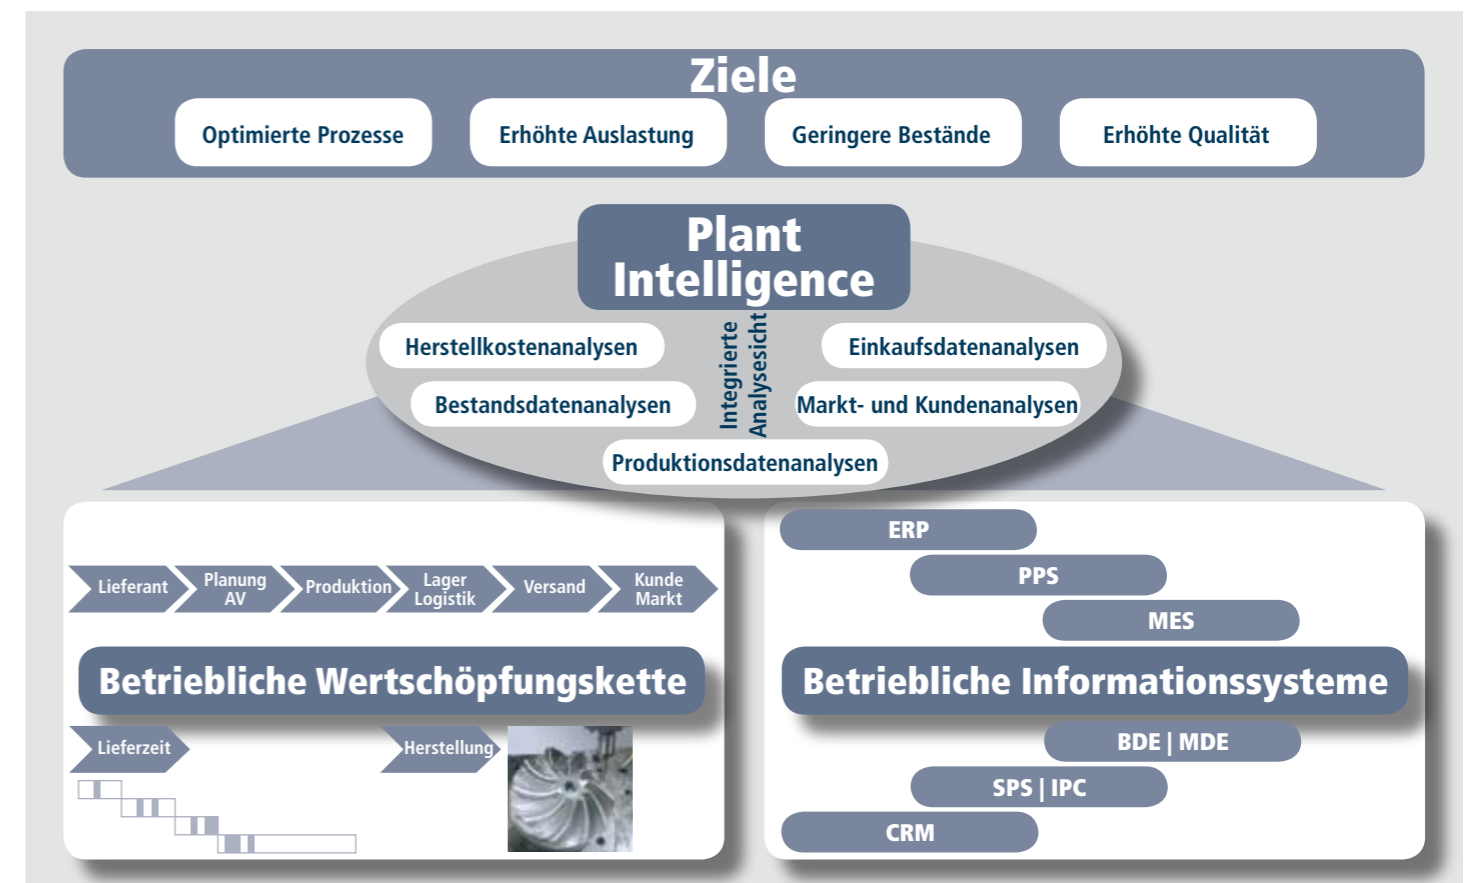 Ziele
Optimierte Prozesse
Erhöhte Auslastung
Geringere Bestände
Erhöhte Qualität
Plant
Intelligence
Integrierte
Analysesicht
Herstellkostenanalysen
Einkaufsdatenanalysen
Bestandsdatenanalysen
Markt- und Kundenanalysen
Produktionsdatenanalysen
Lieferant
Planung
AV
Produktion
Lager
Logistik
Versand
Kunde
Markt
Betriebliche Wertschöpfungskette
Lieferzeit
Herstellung
ERP
PPS
MES
Betriebliche Informationssysteme
BDE | MDE
SPS | IPC
CRM